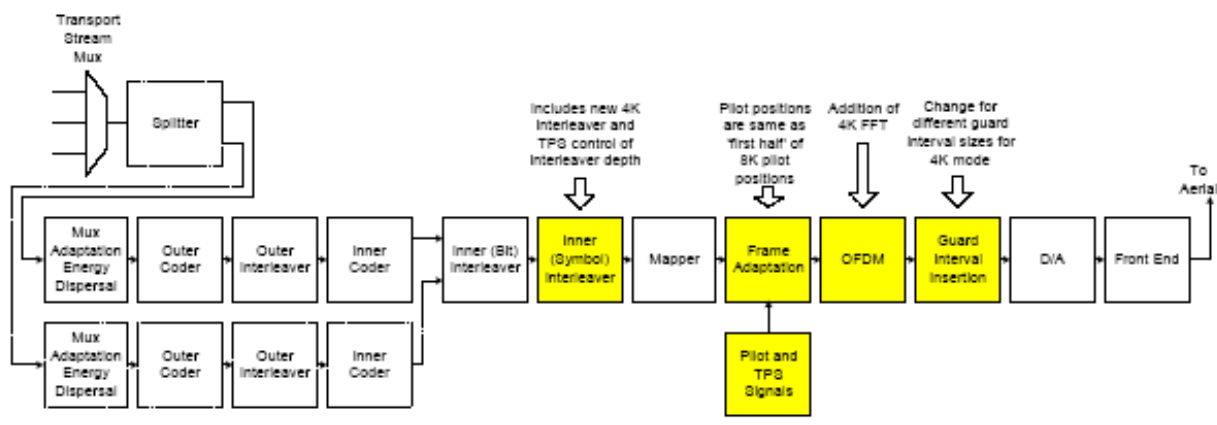 Transport
Stream
Mux
Splitter
Includes new 4K
Interleaver and
TPS control of
Interleaver depth
Pilot positions
are same as
'first half' of
8K pilot
positions
Addition of
4K FFT
Change for
different guard
Interval sizes for
4K mode
To
Aerial
Mux
Adaptation
Energy
Dispersal
Outer
Coder
Outer
Interleaver
Inner
Coder
Inner (Bit)
Interleaver
Inner
(Symbol)
Interleaver
Mapper
Frame
Adaptation
OFDM
Guard
Interval
Insertion
D/A
Front End
Mux
Adaptation
Energy
Dispersal
Outer
Coder
Outer
Interleaver
Inner
Coder
Pilot and
TPS
Signals